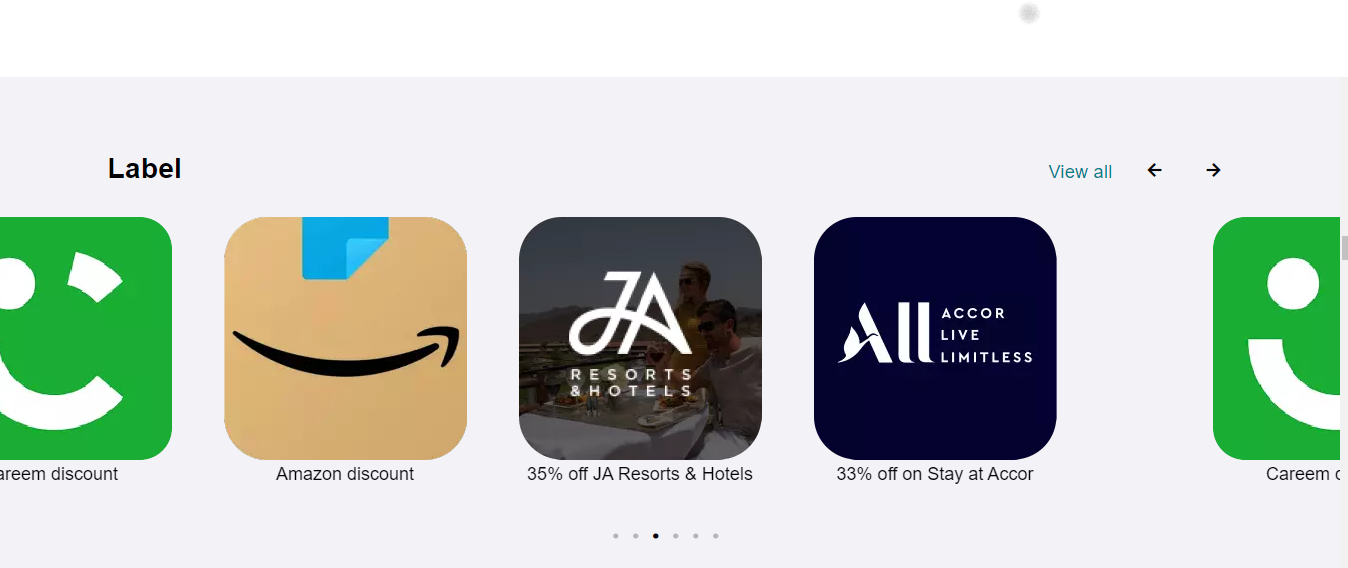 Label
View all
JA
RESORTS
&HOTELS
All
ACCOR
LIVE
LIMITLESS
areem discount
Amazon discount
35% off JA Resorts & Hotels
33% off on Stay at Accor
Careem